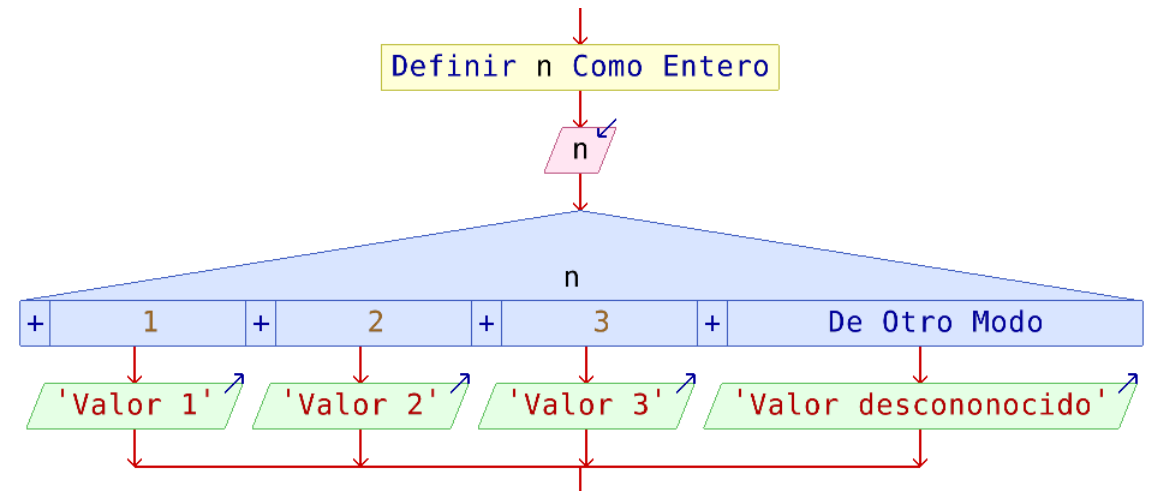 Definir n Como Entero
n
n
+ 1 + 2 + 3 + De Otro Modo
'Valor 1' 'Valor 2' 'Valor 3' 'Valor descononocido'